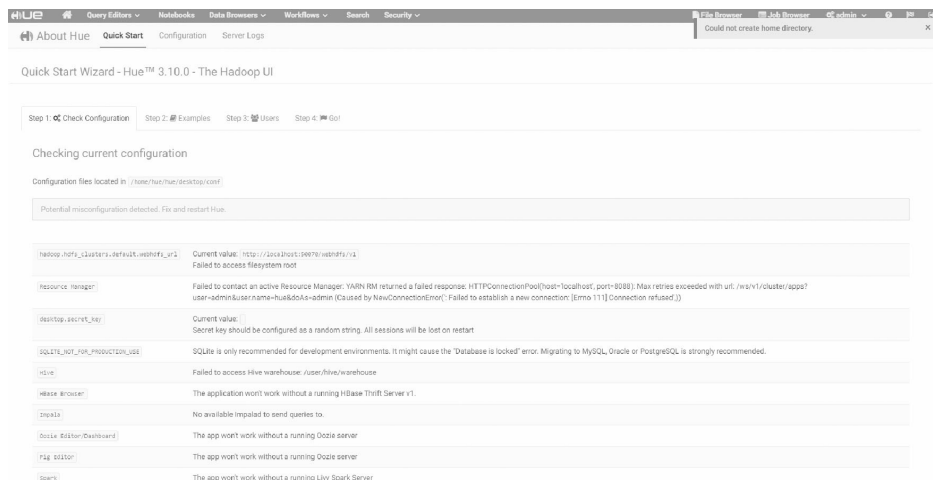 HUE Query Editors Notebooks Data Browsers Workflows Search Security File Browser Job Browser admin
Could not create home directory. ×
About Hue Quick Start Configuration Server Logs
Quick Start Wizard - Hue™ 3.10.0 - The Hadoop UI
Step 1: Check Configuration Step 2: Examples Step 3: Users Step 4: Go!
Checking current configuration
Configuration files located in /home/hue/hue/desktop/conf
Potential misconfiguration detected. Fix and restart Hue.
hadoop.hdfs_clusters.default.webhdfs_url Current value: http://localhost:50070/webhdfs/v1
Failed to access filesystem root
Resource Manager Failed to contact an active Resource Manager: YARN RM returned a failed response: HTTPConnectionPool(host='localhost', port=8088): Max retries exceeded with url: /ws/v1/cluster/apps?
user=admin&user.name=hue&doAs=admin (Caused by NewConnectionError(': Failed to establish a new connection: [Errno 111] Connection refused',))
desktop.secret_key Current value:
Secret key should be configured as a random string. All sessions will be lost on restart
SQLITE_NOT_FOR_PRODUCTION_USE SQLite is only recommended for development environments. It might cause the "Database is locked" error. Migrating to MySQL, Oracle or PostgreSQL is strongly recommended.
Hive Failed to access Hive warehouse: /user/hive/warehouse
HBase Browser The application won't work without a running HBase Thrift Server v1.
Impala No available Impalad to send queries to.
Oozie Editor/Dashboard The app won't work without a running Oozie server
Pig Editor The app won't work without a running Oozie server
Spark The app won't work without a running Livy Spark Server